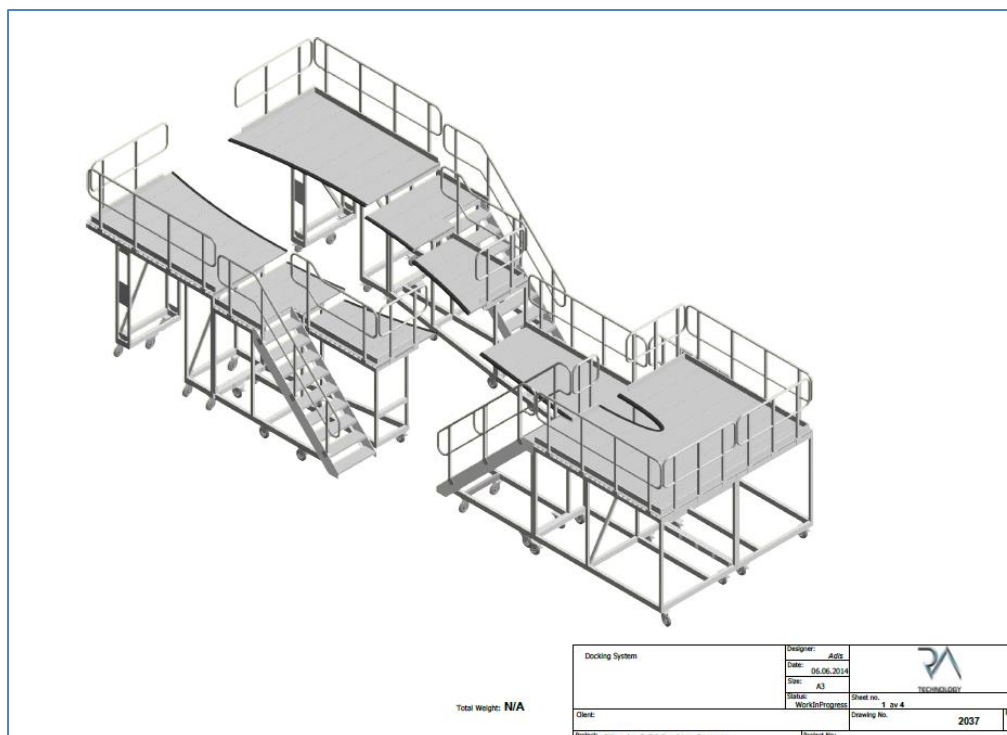 Total Weight: N/A
Docking System
Designer:
Adis
Date:
06.06.2014
Size:
A3
Status:
WorkInProgress
RA
TECHNOLOGY
Sheet no.
1 av 4
Client:
Drawing No.
2037